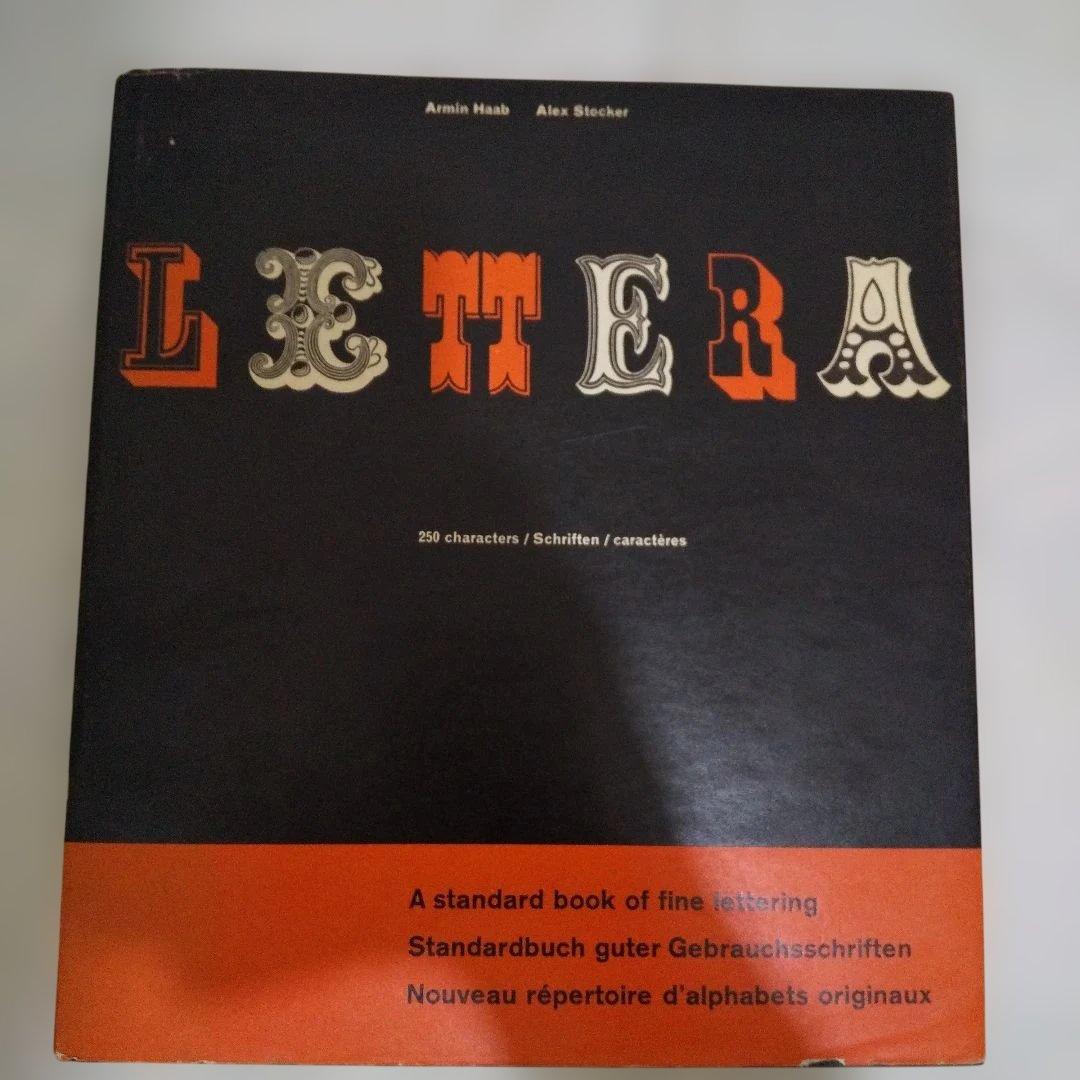 Armin Haab Alex Stocker
LETTERA
250 characters / Schriften / caractères
A standard book of fine lettering
Standardbuch guter Gebrauchsschriften
Nouveau répertoire d'alphabets originaux